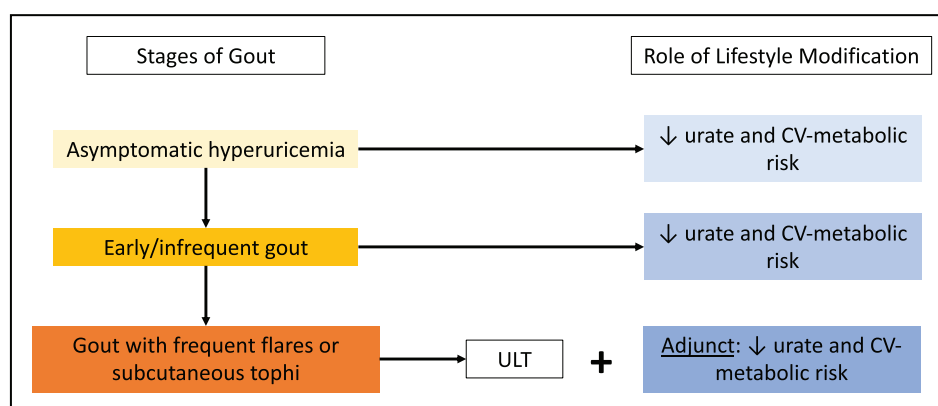 Stages of Gout
Role of Lifestyle Modification
Asymptomatic hyperuricemia
↓ urate and CV-metabolic
risk
Early/infrequent gout
↓ urate and CV-metabolic
risk
Gout with frequent flares or
subcutaneous tophi
ULT
+
Adjunct: ↓ urate and CV-
metabolic risk